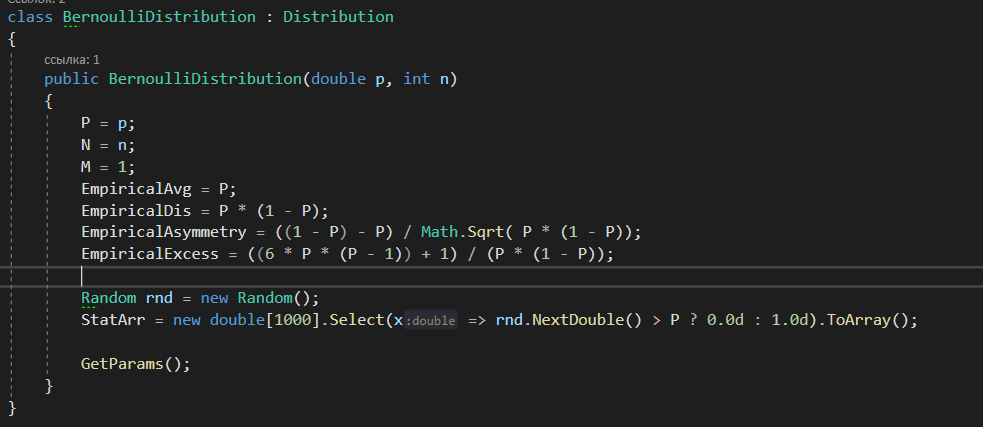 Ссылок: 2
class BernoulliDistribution : Distribution
{
ссылка: 1
public BernoulliDistribution(double p, int n)
{
P = p;
N = n;
M = 1;
EmpiricalAvg = P;
EmpiricalDis = P * (1 - P);
EmpiricalAsymmetry = ((1 - P) - P) / Math.Sqrt( P * (1 - P));
EmpiricalExcess = ((6 * P * (P - 1)) + 1) / (P * (1 - P));
Random rnd = new Random();
StatArr = new double[1000].Select(x:double => rnd.NextDouble() > P ? 0.0d : 1.0d).ToArray();
GetParams();
}
}